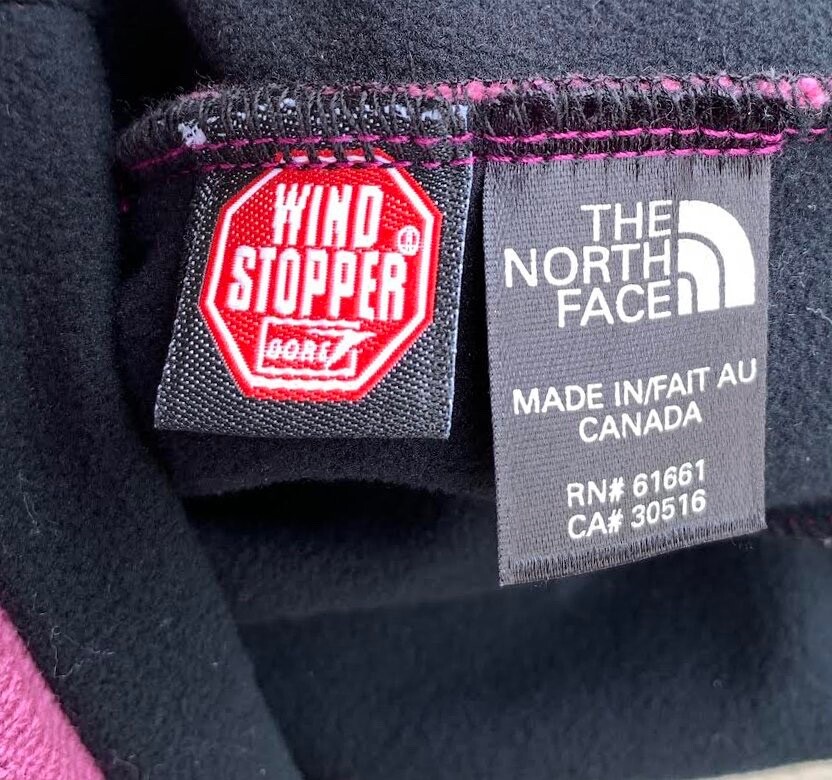 WIND
STOPPER®
GORE
THE
NORTH
FACE
MADE IN/FAIT AU
CANADA
RN# 61661
CA# 30516